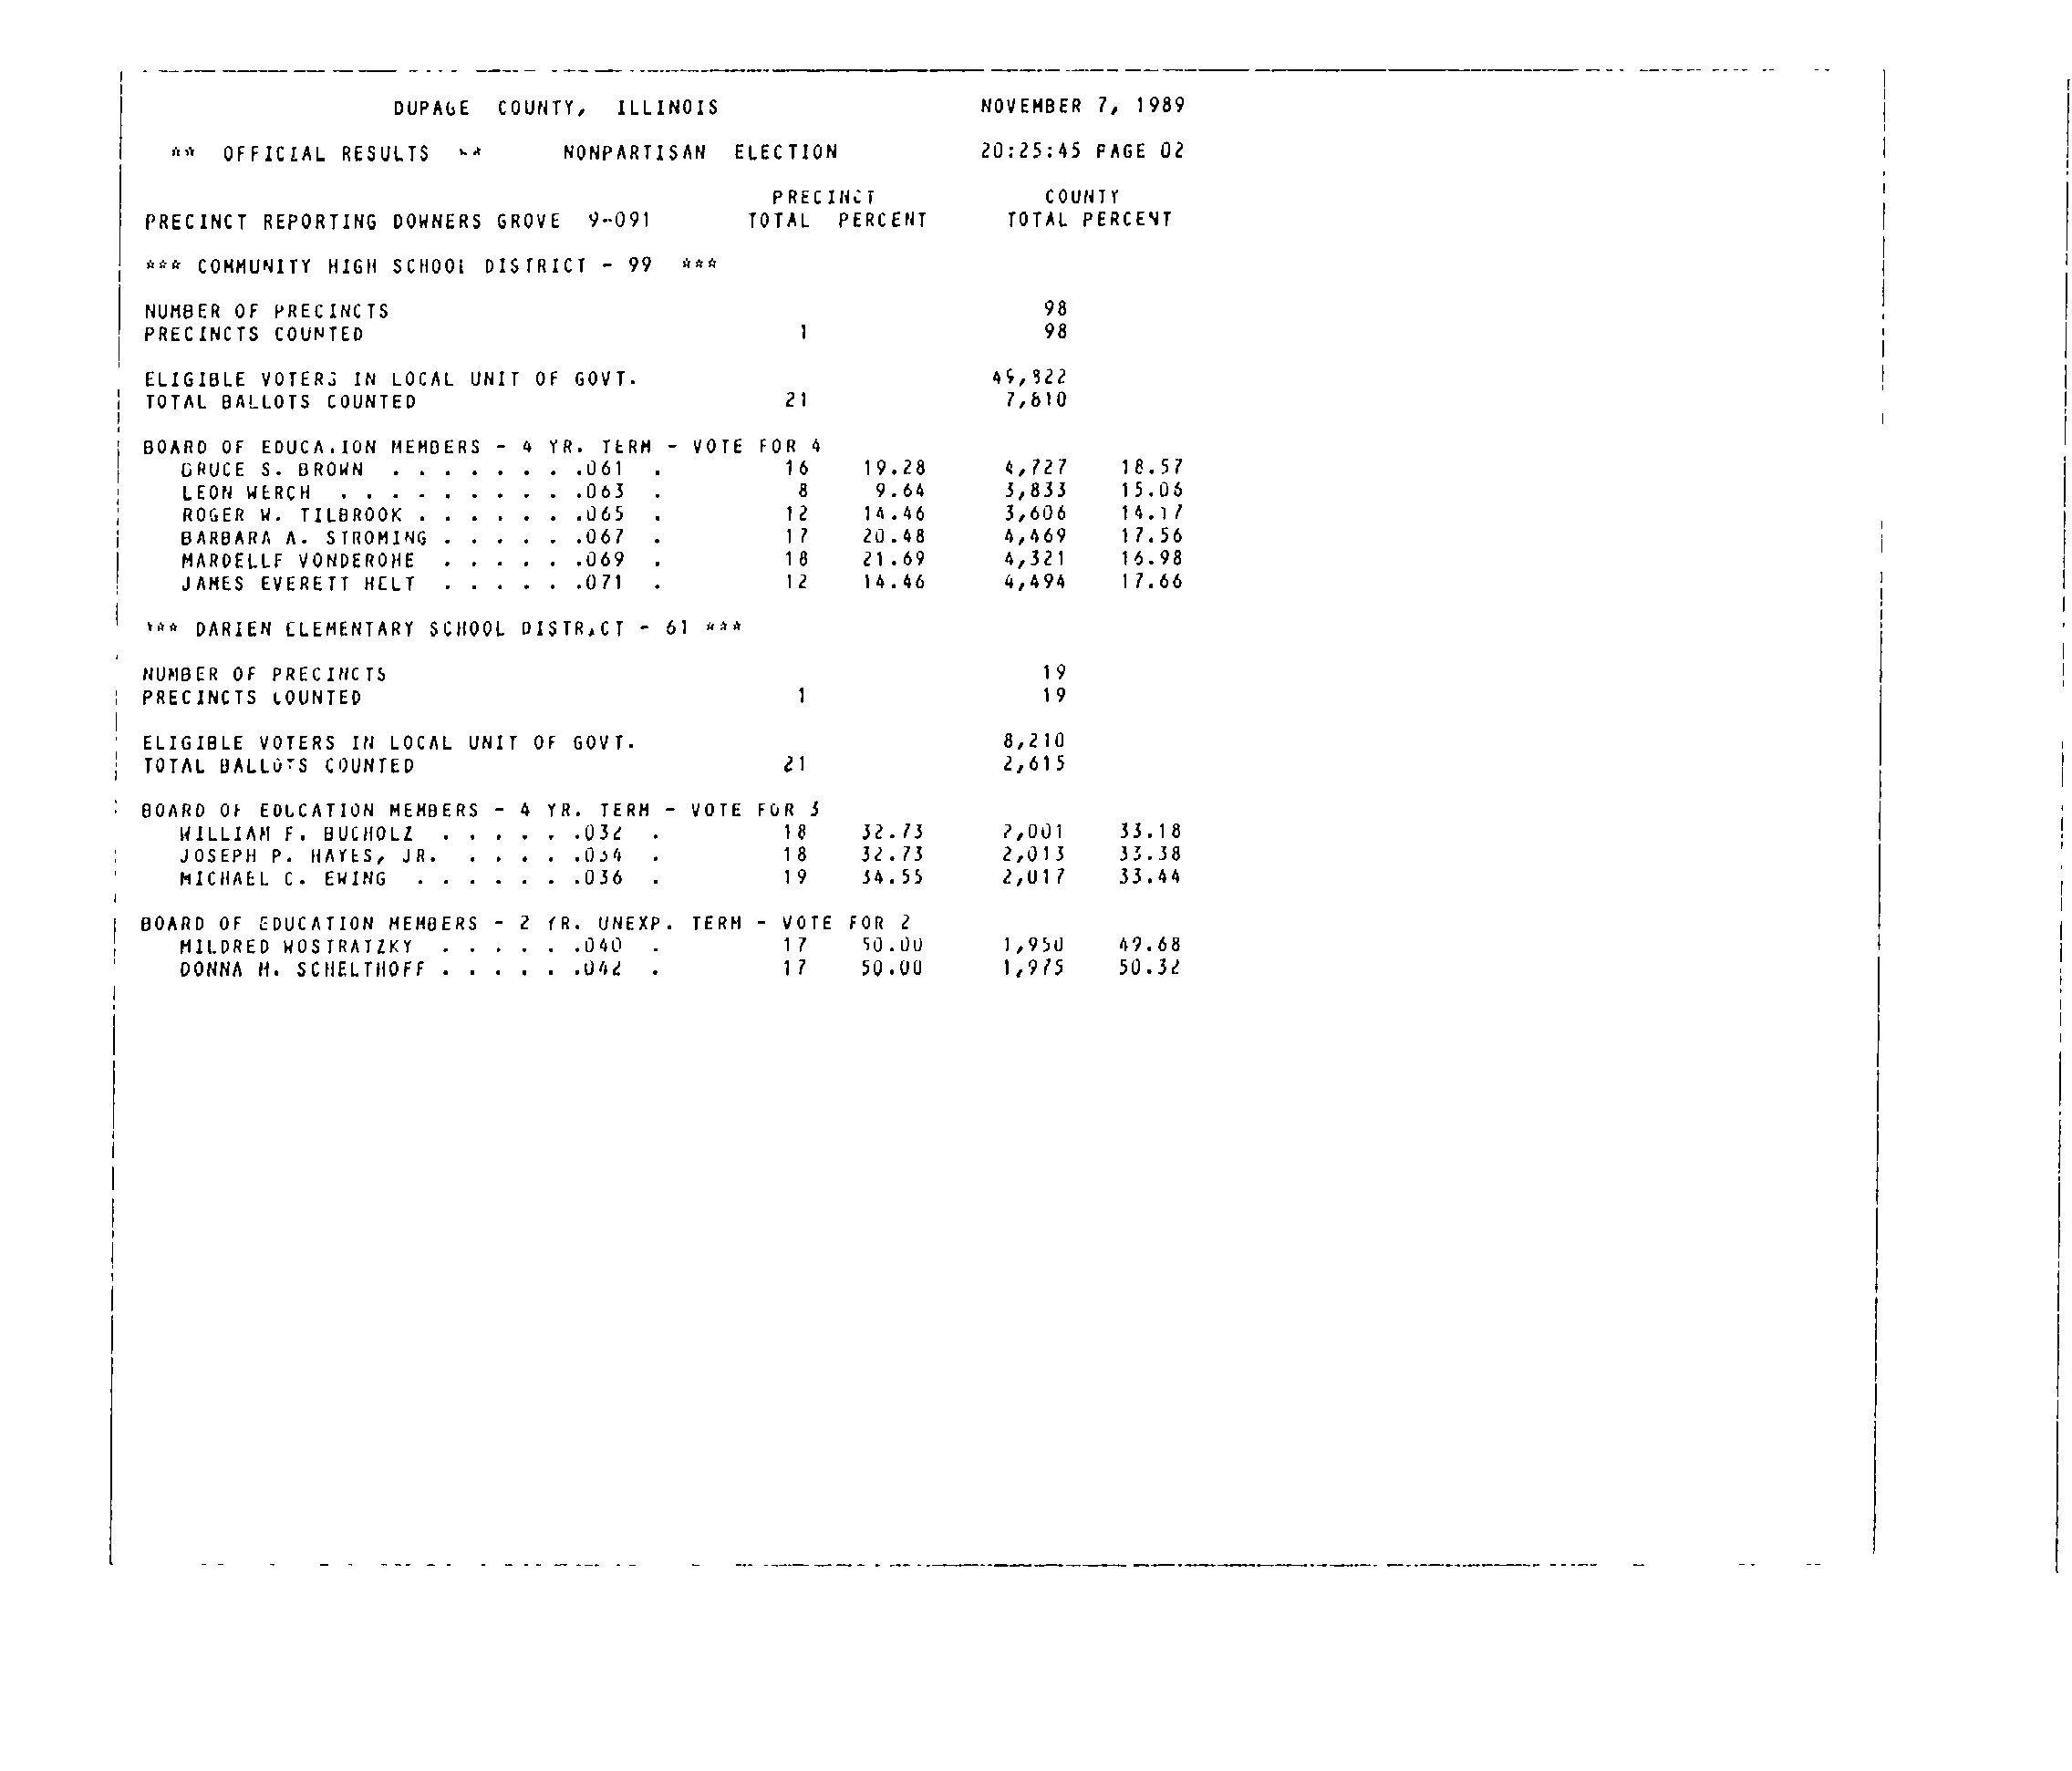 DUPAGE COUNTY, ILLINOIS NOVEMBER 7, 1989
** OFFICIAL RESULTS ** NONPARTISAN ELECTION 20:25:45 PAGE 02
PRECINCT COUNTY
PRECINCT REPORTING DOWNERS GROVE 9-091 TOTAL PERCENT TOTAL PERCENT
*** COMMUNITY HIGH SCHOOL DISTRICT - 99 ***
NUMBER OF PRECINCTS 98
PRECINCTS COUNTED 1 98
ELIGIBLE VOTERS IN LOCAL UNIT OF GOVT.
TOTAL BALLOTS COUNTED 21 7,810
BOARD OF EDUCATION MEMBERS - 4 YR. TERM - VOTE FOR 4
BRUCE S. BROWN . . . . . . . .061 . 16 19.28 4,727 18.57
LEON WERCH . . . . . . . . . .063 . 8 9.64 3,833 15.06
ROGER W. TILBROOK . . . . . . .065 . 12 14.46 3,606 14.17
BARBARA A. STROMING . . . . . .067 . 17 20.48 4,469 17.56
MARDELLE VONDEROHE . . . . . .069 . 18 21.69 4,321 16.98
JAMES EVERETT HELT . . . . . .071 . 12 14.46 4,494 17.66
*** DARIEN ELEMENTARY SCHOOL DISTRICT - 61 ***
NUMBER OF PRECINCTS 19
PRECINCTS COUNTED 1 19
ELIGIBLE VOTERS IN LOCAL UNIT OF GOVT. 8,210
TOTAL BALLOTS COUNTED 21 2,615
BOARD OF EDUCATION MEMBERS - 4 YR. TERM - VOTE FOR 3
WILLIAM F. BUCHOLZ . . . . . .032 . 18 32.73 2,001 33.18
JOSEPH P. HAYES, JR. . . . . .034 . 18 32.73 2,013 33.38
MICHAEL C. EWING . . . . . . .036 . 19 34.55 2,017 33.44
BOARD OF EDUCATION MEMBERS - 2 YR. UNEXP. TERM - VOTE FOR 2
MILDRED WOSTRATZKY . . . . . .040 . 17 50.00 1,950 49.68
DONNA M. SCHELTHOFF . . . . . .042 . 17 50.00 1,975 50.32